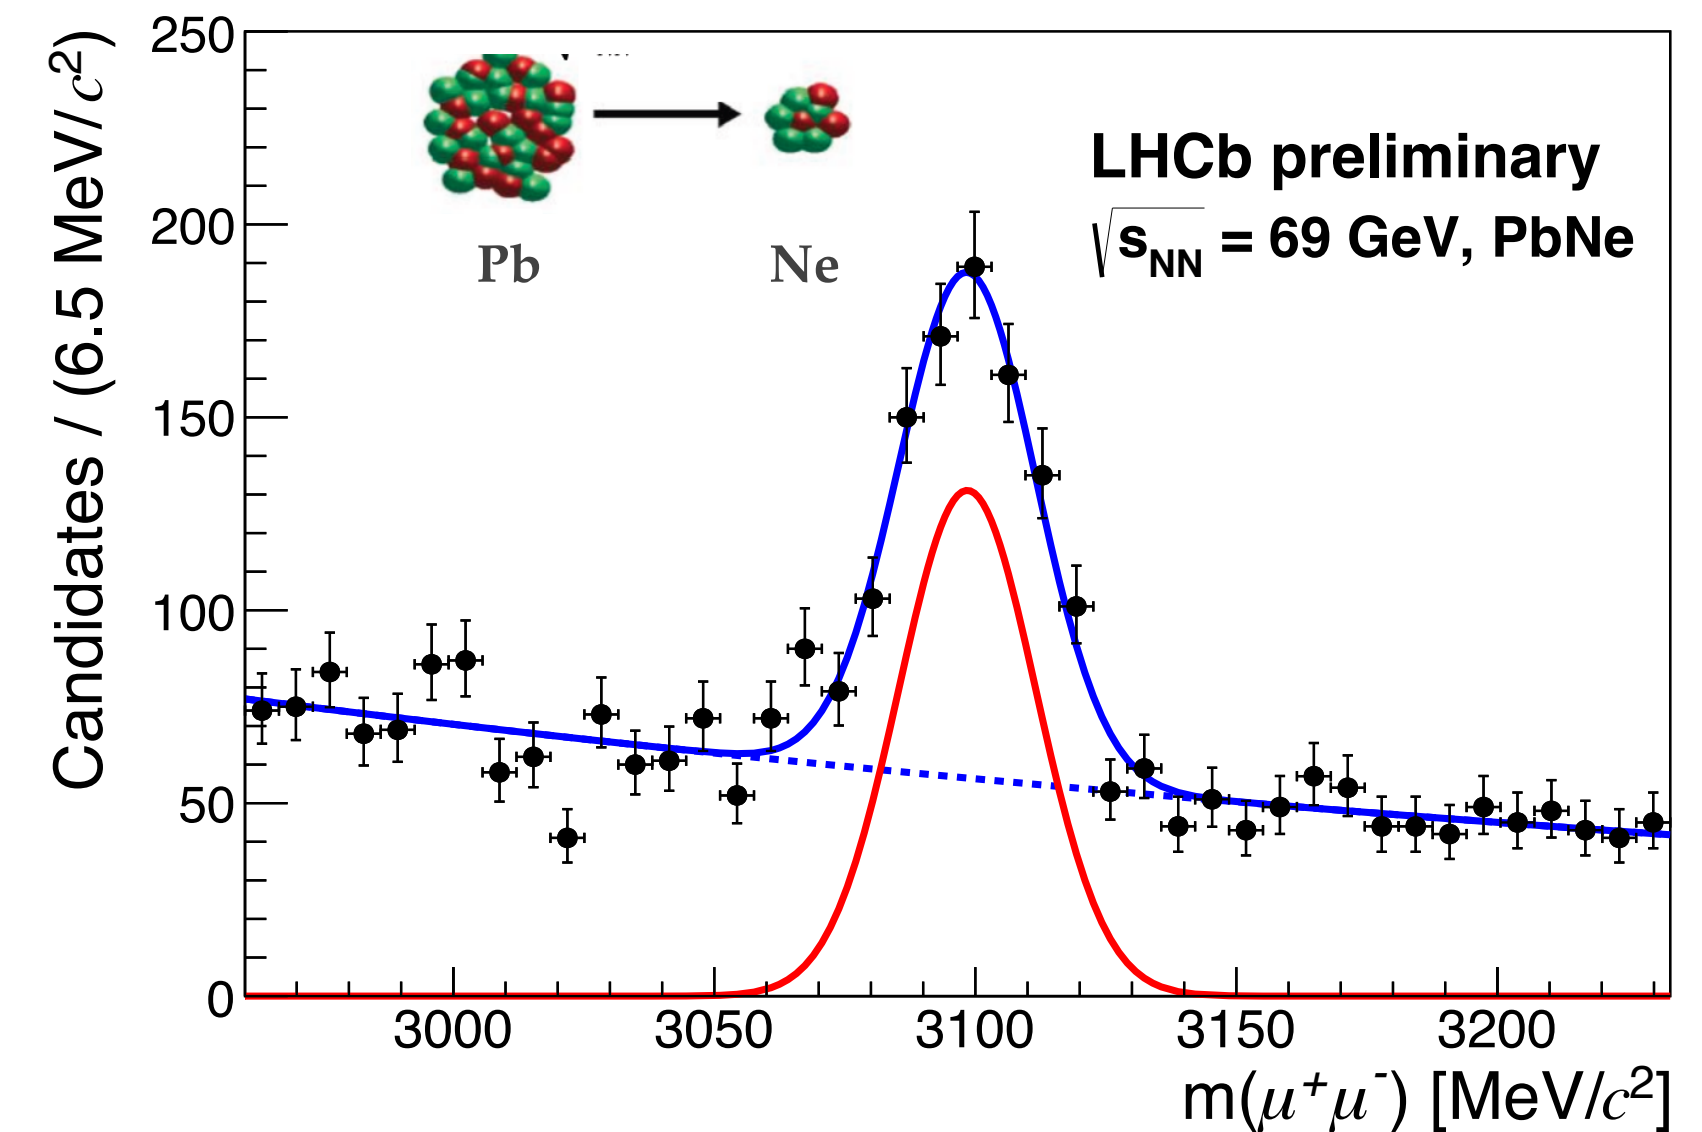 Candidates / (6.5 MeV/c²)
250
200
150
100
50
0
Pb
Ne
LHCb preliminary
√sNN = 69 GeV, PbNe
3000 3050 3100 3150 3200
m(μ⁺μ⁻) [MeV/c²]